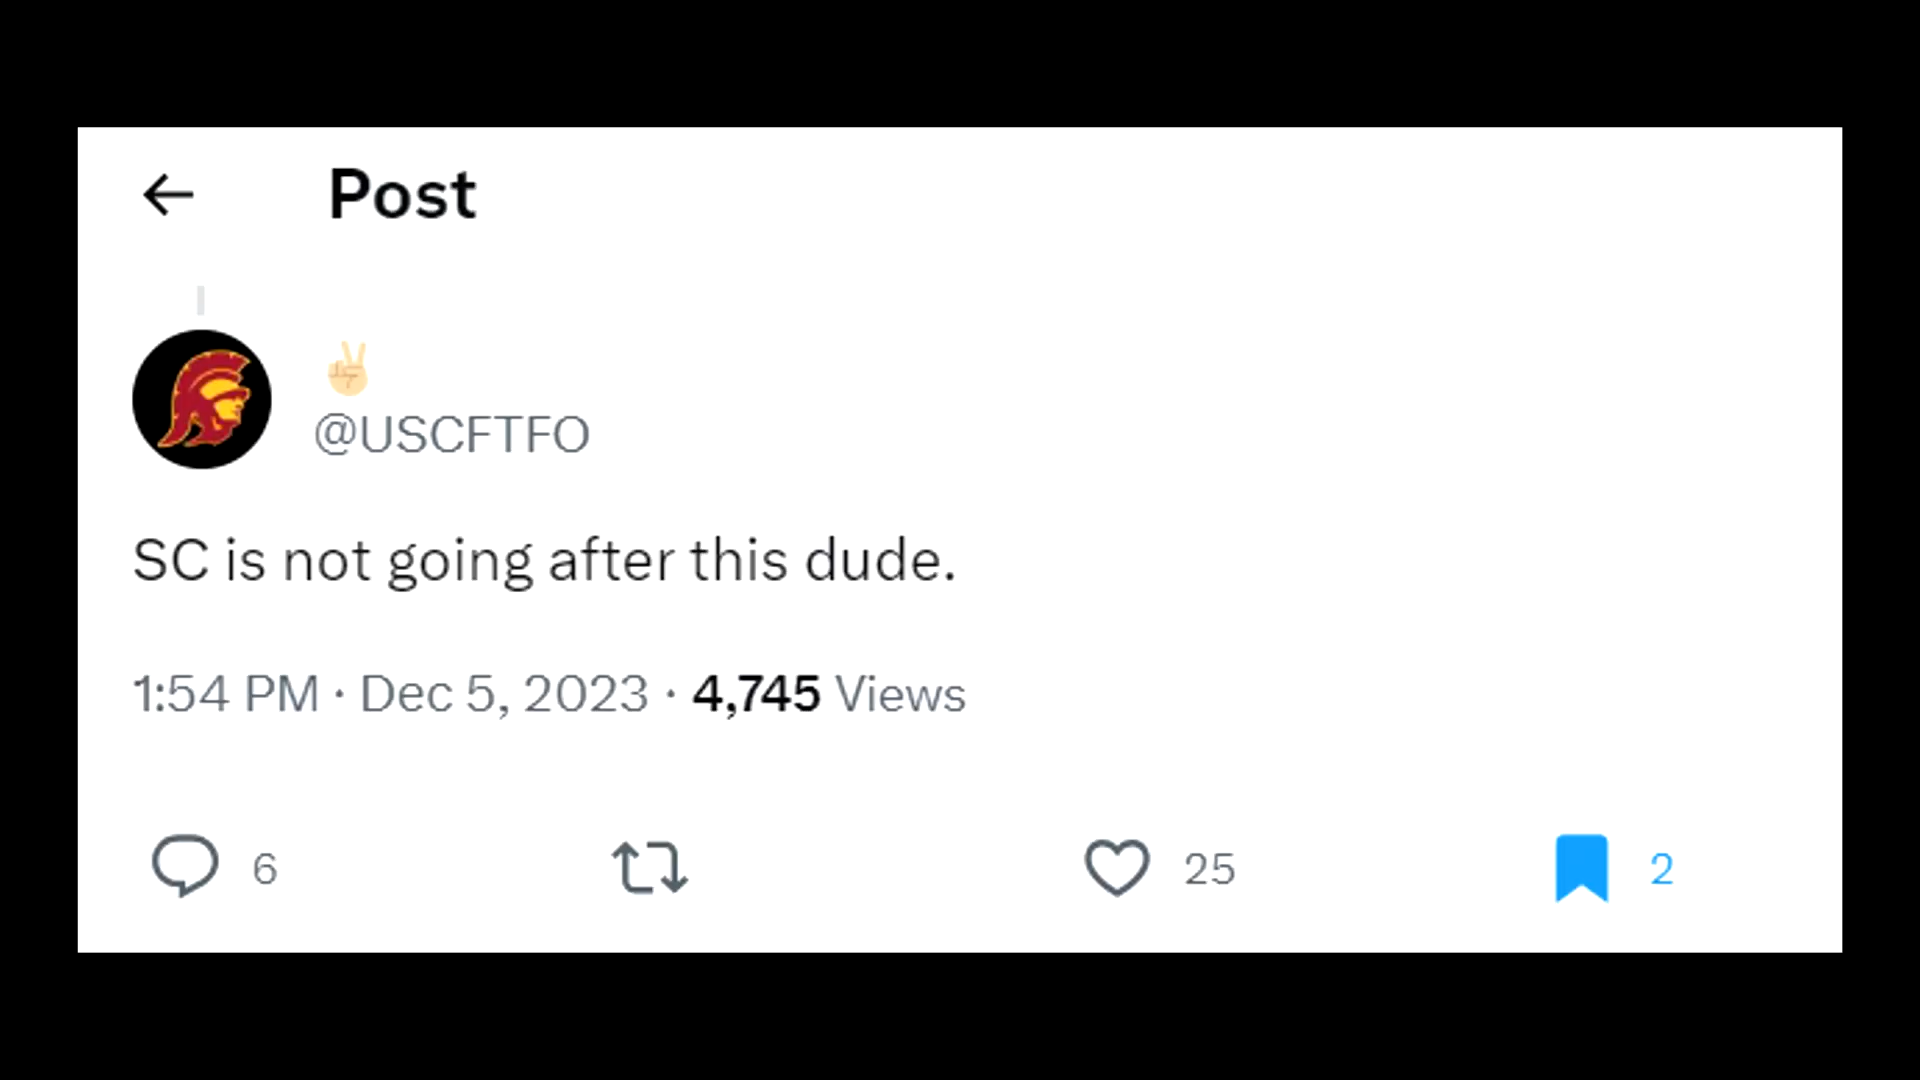 Post
✌🏻
@USCFTFO
SC is not going after this dude.
1:54 PM · Dec 5, 2023 · 4,745 Views
6 25 2